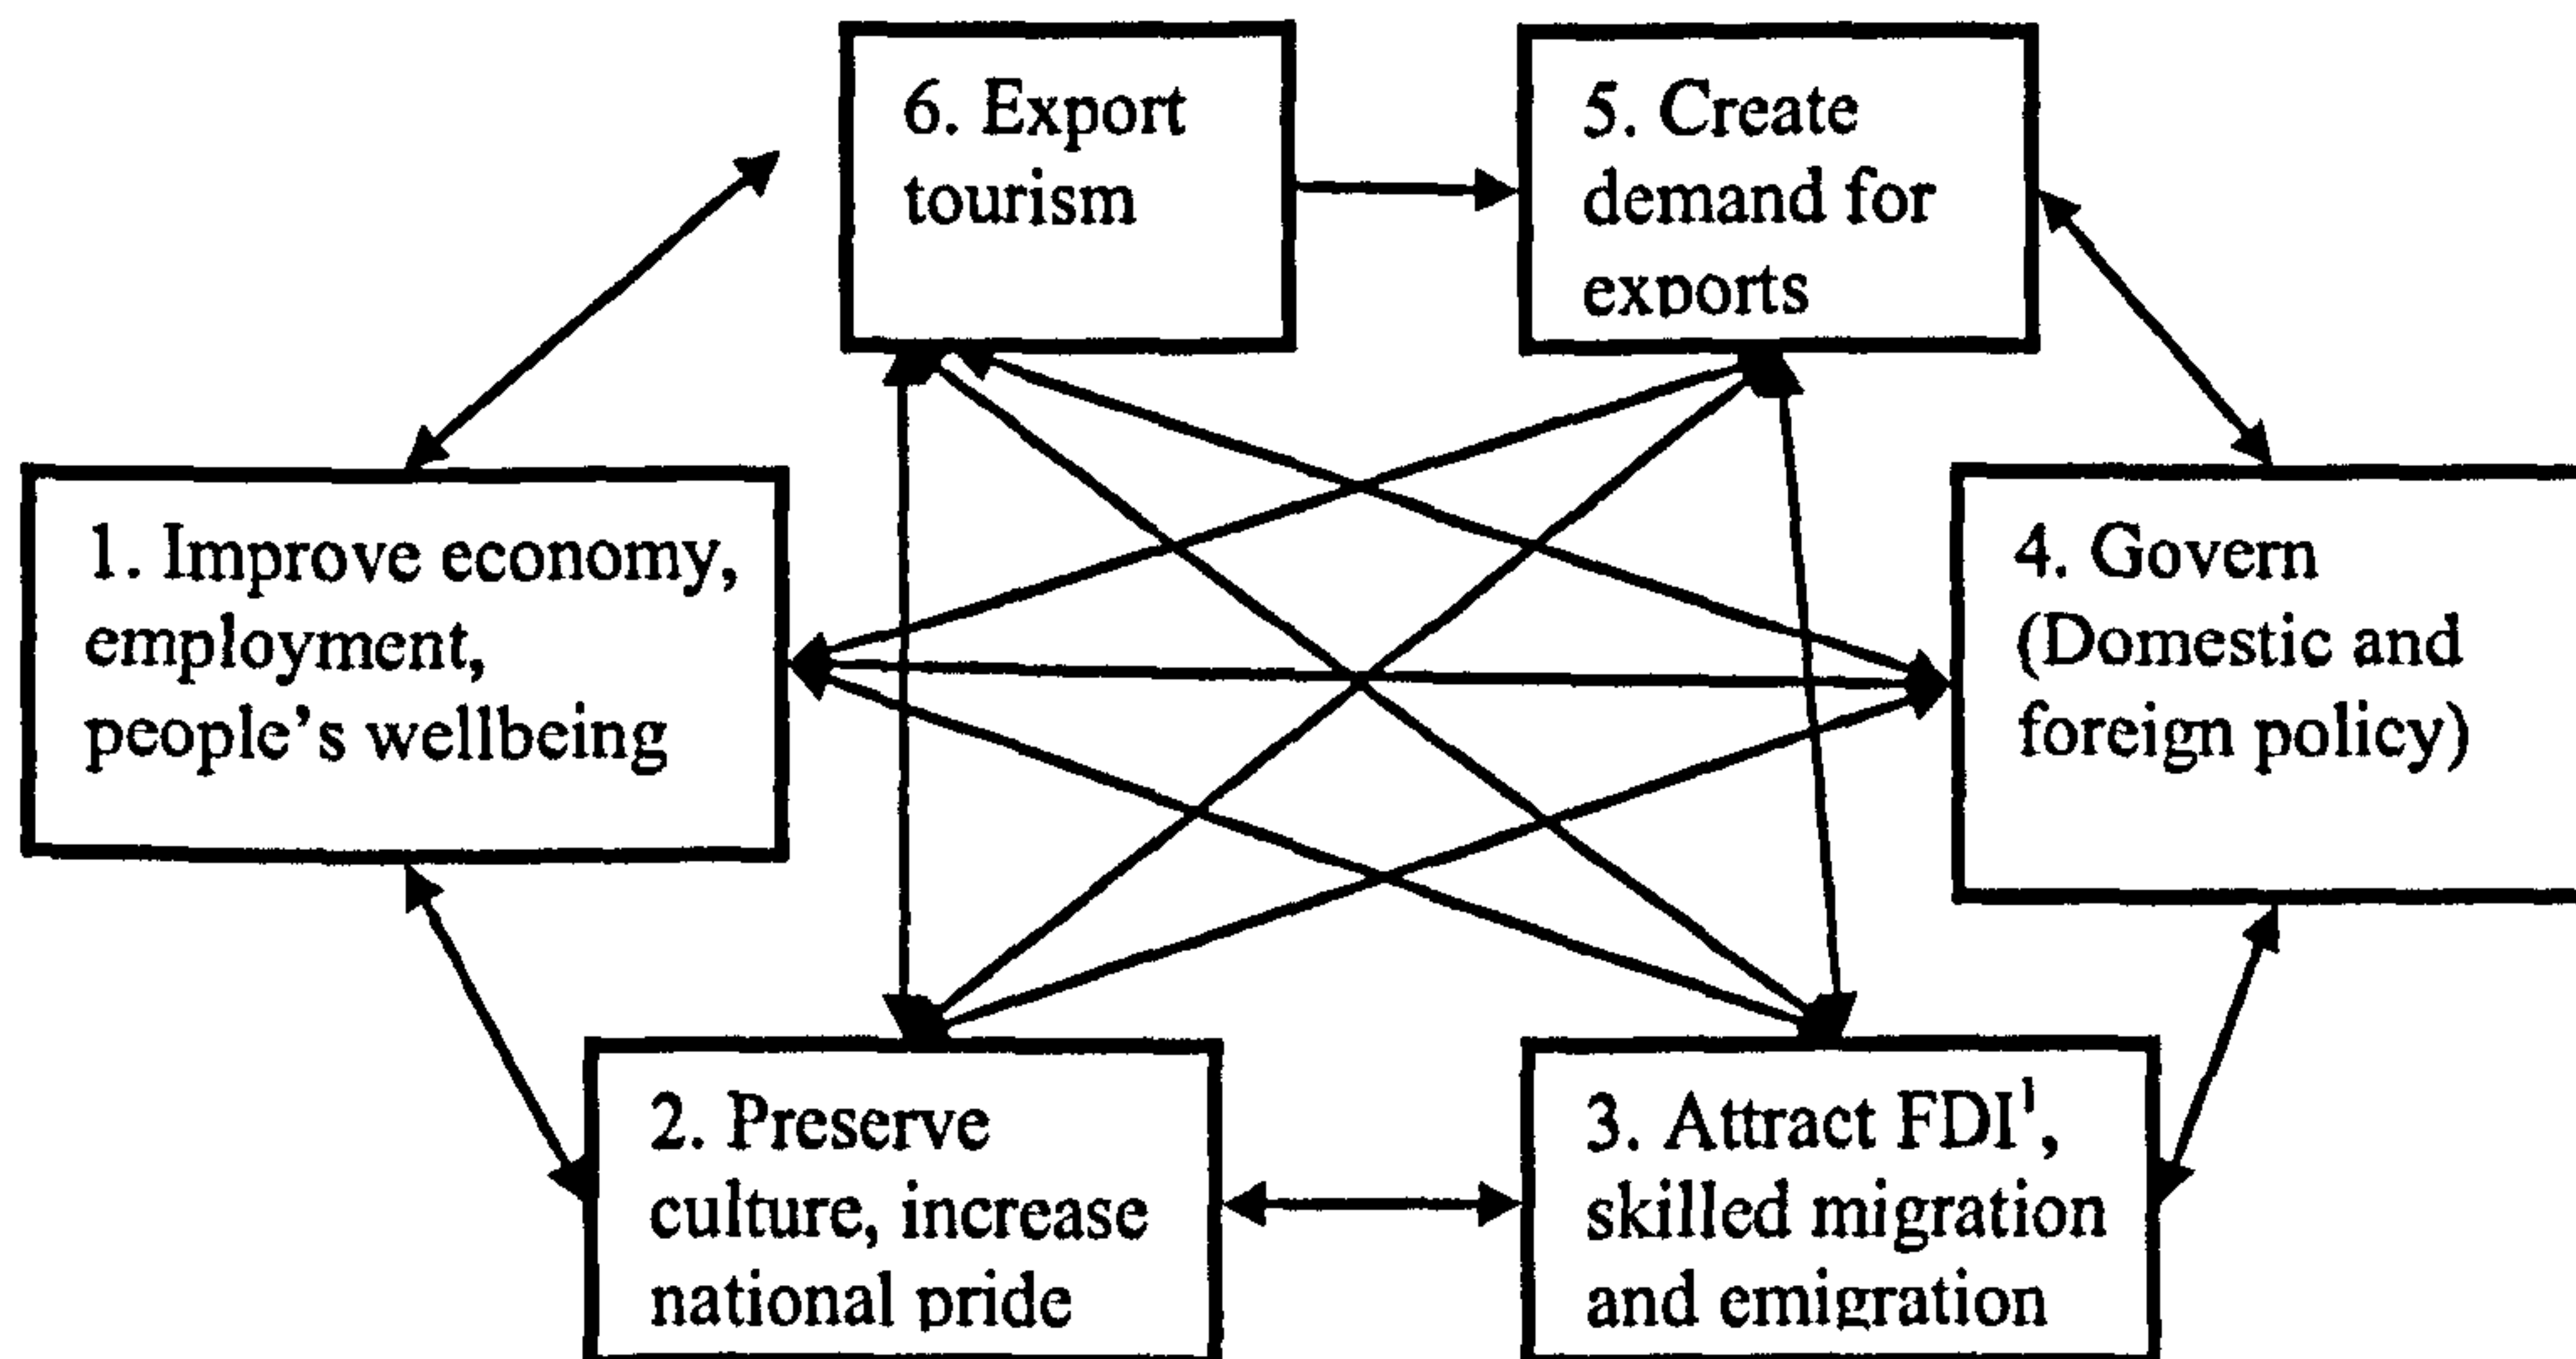 6. Export
tourism
5. Create
demand for
exports
1. Improve economy,
employment,
people's wellbeing
4. Govern
(Domestic and
foreign policy)
2. Preserve
culture, increase
national pride
3. Attract FDI¹,
skilled migration
and emigration